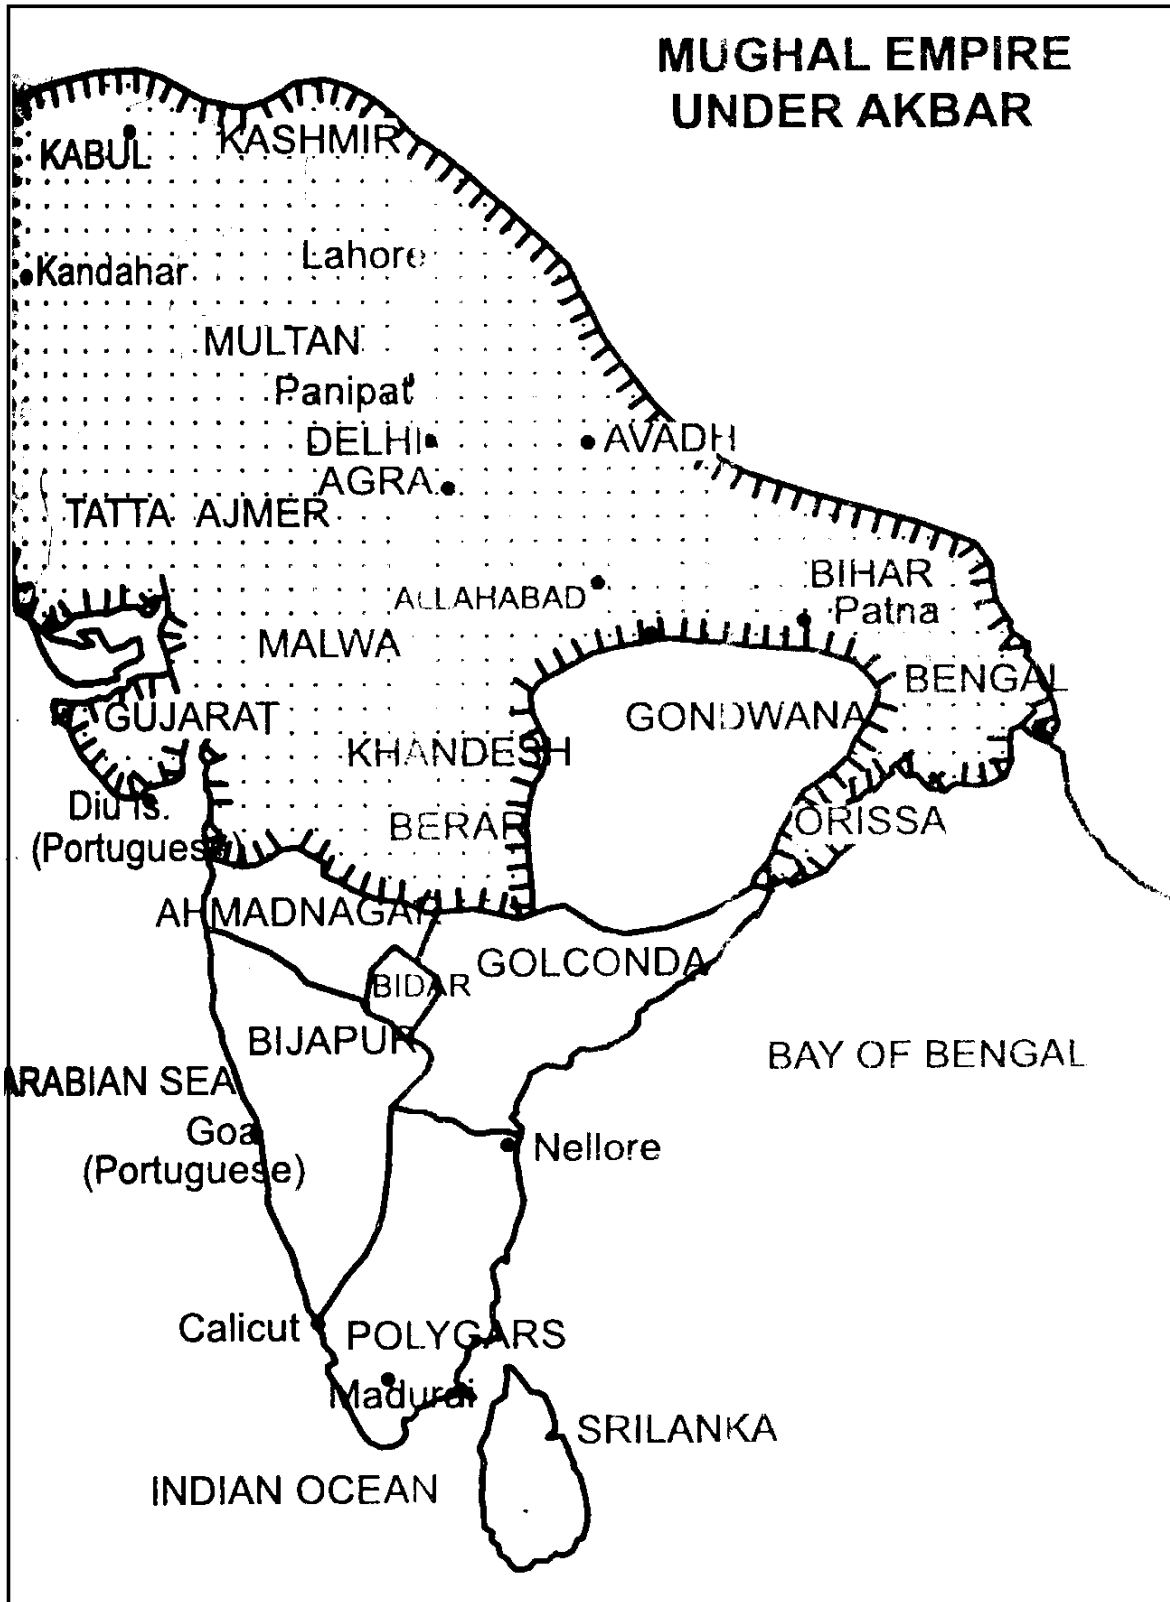 MUGHAL EMPIRE
UNDER AKBAR
KASHMIR
KABUL
Lahore
Kandahar
MULTAN
Panipat
DELHI
AVADH
AGRA
TATTA AJMER
BIHAR
ALLAHABAD
Patna
MALWA
BENGAL
GUJARAT
GONDWANA
KHANDESH
Diu Is.
(Portuguese)
BERAR
ORISSA
AHMADNAGAR
GOLCONDA
BIDAR
BIJAPUR
BAY OF BENGAL
ARABIAN SEA
Goa
(Portuguese)
Nellore
Calicut
POLYGARS
Madurai
SRILANKA
INDIAN OCEAN